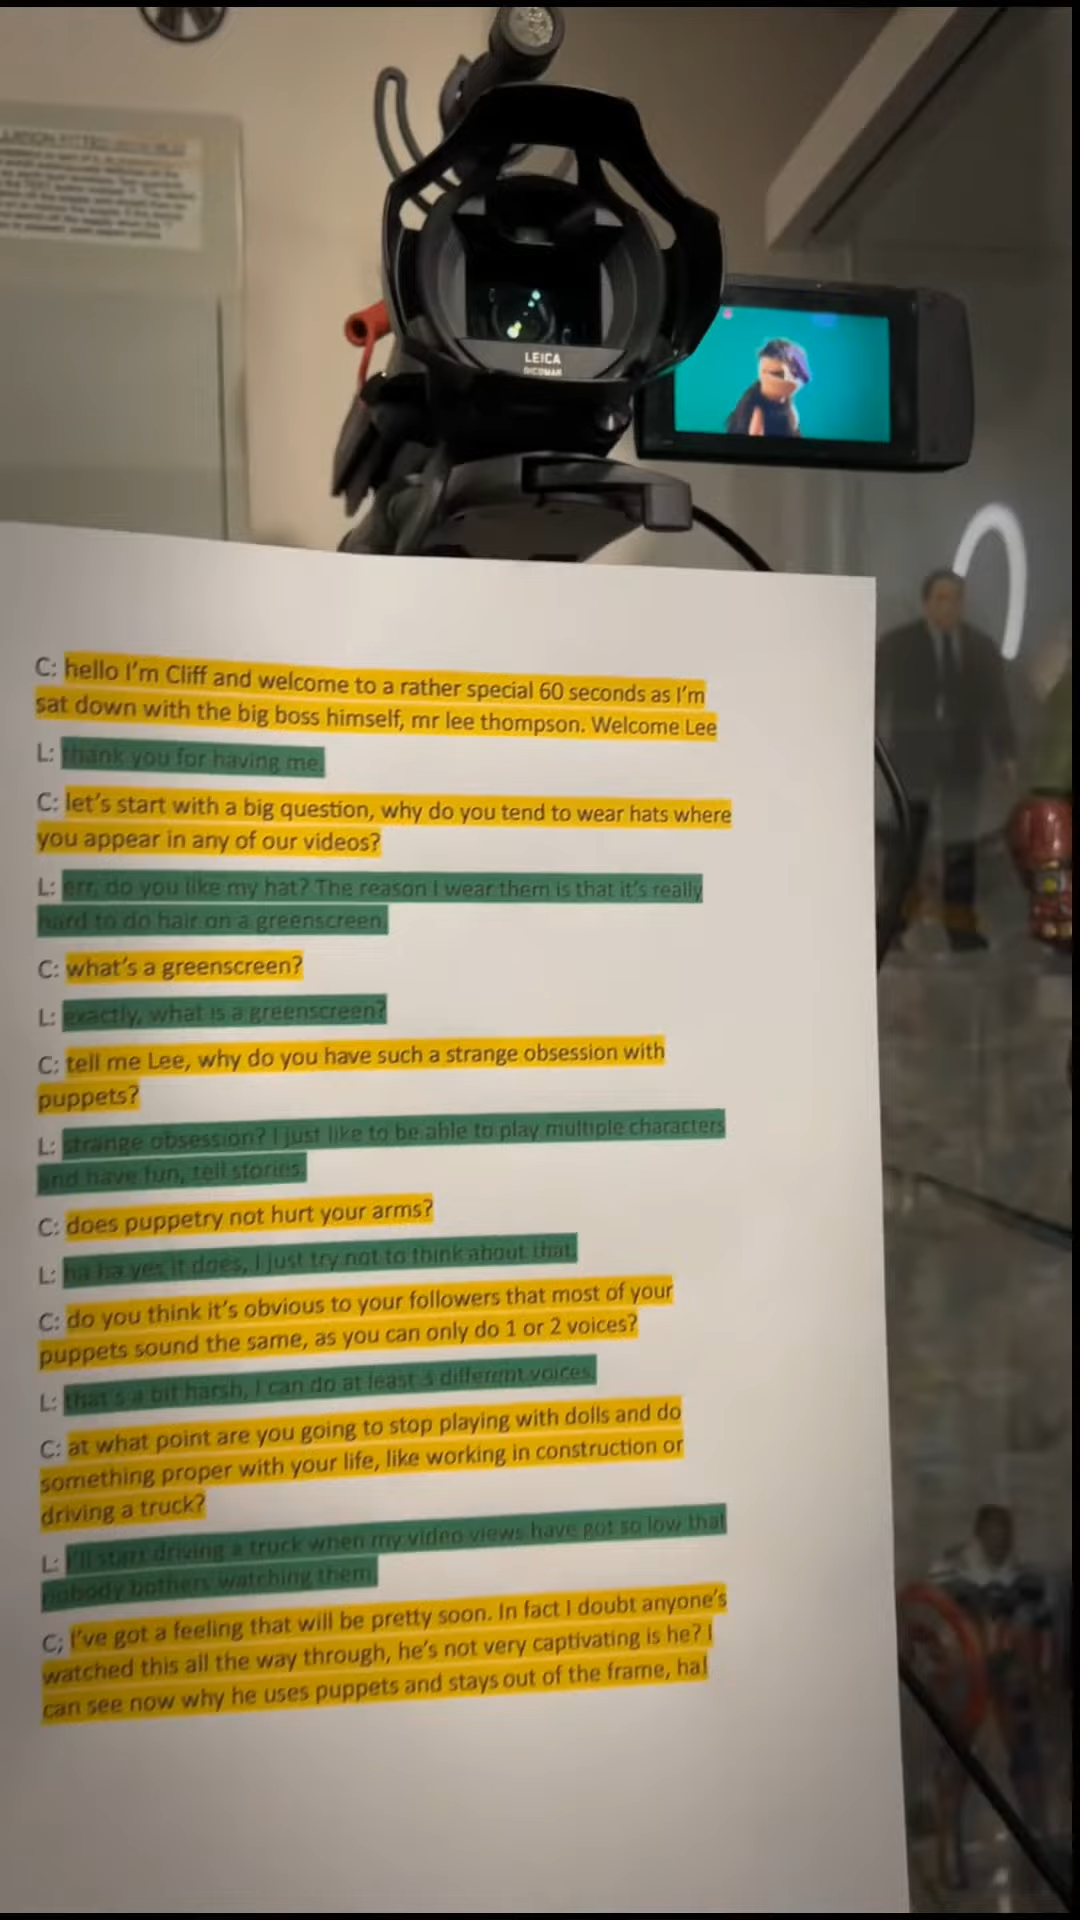 LEICA
DICOMAR
C: hello I'm Cliff and welcome to a rather special 60 seconds as I'm
sat down with the big boss himself, mr lee thompson. Welcome Lee
L: thank you for having me.
C: let's start with a big question, why do you tend to wear hats where
you appear in any of our videos?
L: err, do you like my hat? The reason I wear them is that it's really
hard to do hair on a greenscreen.
C: what's a greenscreen?
L: exactly, what is a greenscreen?
C: tell me Lee, why do you have such a strange obsession with
puppets?
L: strange obsession? I just like to be able to play multiple characters
and have fun, tell stories.
C: does puppetry not hurt your arms?
L: ha ha yes it does, I just try not to think about that.
C: do you think it's obvious to your followers that most of your
puppets sound the same, as you can only do 1 or 2 voices?
L: that's a bit harsh, I can do at least 3 different voices.
C: at what point are you going to stop playing with dolls and do
something proper with your life, like working in construction or
driving a truck?
L: I'll start driving a truck when my video views have got so low that
nobody bothers watching them.
C; I've got a feeling that will be pretty soon. In fact I doubt anyone's
watched this all the way through, he's not very captivating is he? I
can see now why he uses puppets and stays out of the frame, ha!